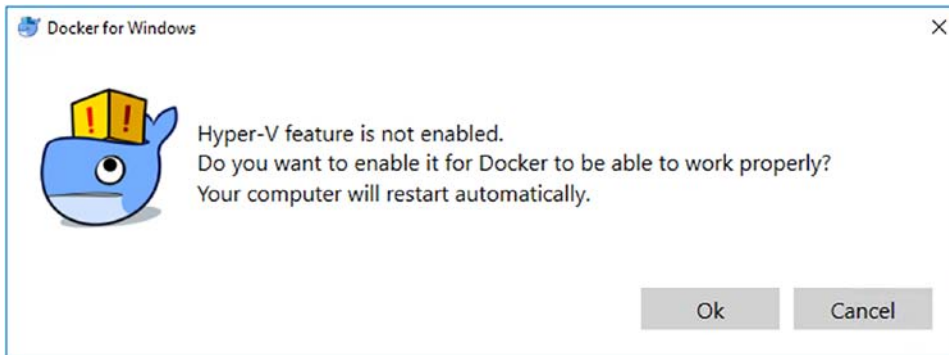 Docker for Windows
Hyper-V feature is not enabled.
Do you want to enable it for Docker to be able to work properly?
Your computer will restart automatically.
Ok
Cancel